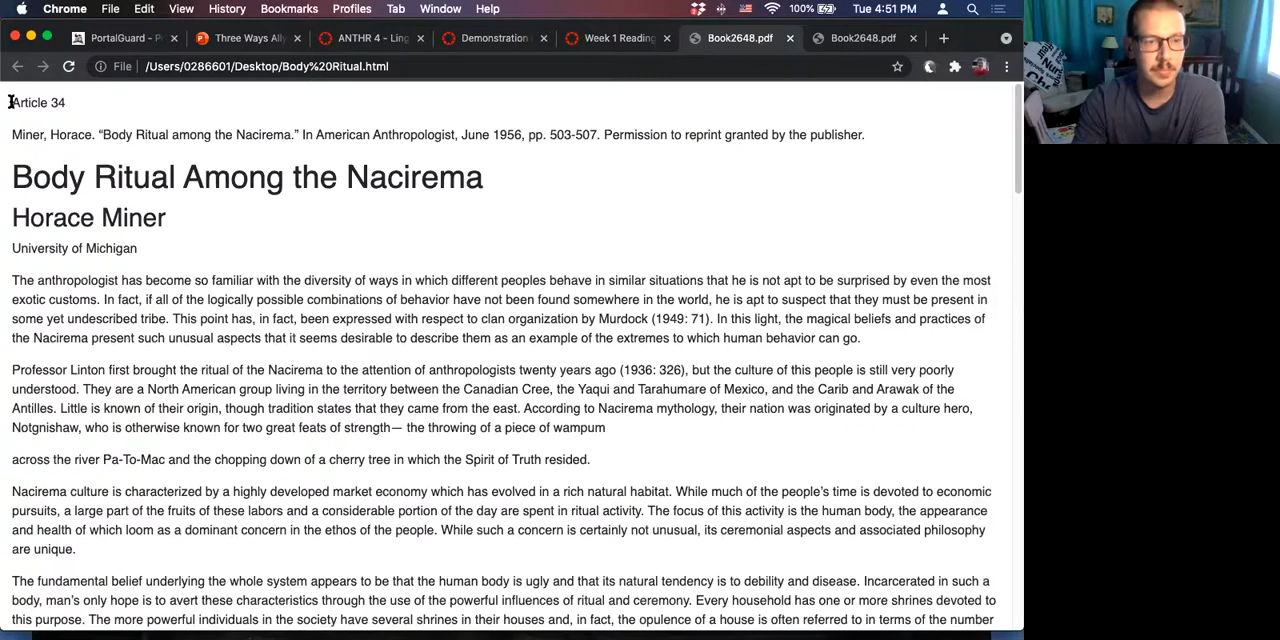 Chrome File Edit View History Bookmarks Profiles Tab Window Help 100% Tue 4:51 PM
PortalGuard - P Three Ways Ally ANTHR 4 - Ling Demonstration Week 1 Reading Book2648.pdf Book2648.pdf
File /Users/0286601/Desktop/Body%20Ritual.html
Article 34
Miner, Horace. “Body Ritual among the Nacirema.” In American Anthropologist, June 1956, pp. 503-507. Permission to reprint granted by the publisher.
Body Ritual Among the Nacirema
Horace Miner
University of Michigan
The anthropologist has become so familiar with the diversity of ways in which different peoples behave in similar situations that he is not apt to be surprised by even the most
exotic customs. In fact, if all of the logically possible combinations of behavior have not been found somewhere in the world, he is apt to suspect that they must be present in
some yet undescribed tribe. This point has, in fact, been expressed with respect to clan organization by Murdock (1949: 71). In this light, the magical beliefs and practices of
the Nacirema present such unusual aspects that it seems desirable to describe them as an example of the extremes to which human behavior can go.
Professor Linton first brought the ritual of the Nacirema to the attention of anthropologists twenty years ago (1936: 326), but the culture of this people is still very poorly
understood. They are a North American group living in the territory between the Canadian Cree, the Yaqui and Tarahumare of Mexico, and the Carib and Arawak of the
Antilles. Little is known of their origin, though tradition states that they came from the east. According to Nacirema mythology, their nation was originated by a culture hero,
Notgnishaw, who is otherwise known for two great feats of strength— the throwing of a piece of wampum
across the river Pa-To-Mac and the chopping down of a cherry tree in which the Spirit of Truth resided.
Nacirema culture is characterized by a highly developed market economy which has evolved in a rich natural habitat. While much of the people’s time is devoted to economic
pursuits, a large part of the fruits of these labors and a considerable portion of the day are spent in ritual activity. The focus of this activity is the human body, the appearance
and health of which loom as a dominant concern in the ethos of the people. While such a concern is certainly not unusual, its ceremonial aspects and associated philosophy
are unique.
The fundamental belief underlying the whole system appears to be that the human body is ugly and that its natural tendency is to debility and disease. Incarcerated in such a
body, man’s only hope is to avert these characteristics through the use of the powerful influences of ritual and ceremony. Every household has one or more shrines devoted to
this purpose. The more powerful individuals in the society have several shrines in their houses and, in fact, the opulence of a house is often referred to in terms of the number